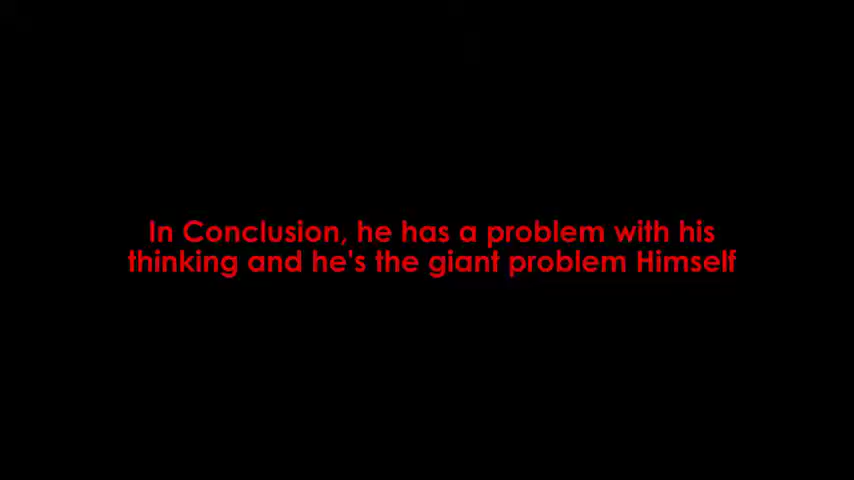 In Conclusion, he has a problem with his
thinking and he's the giant problem Himself